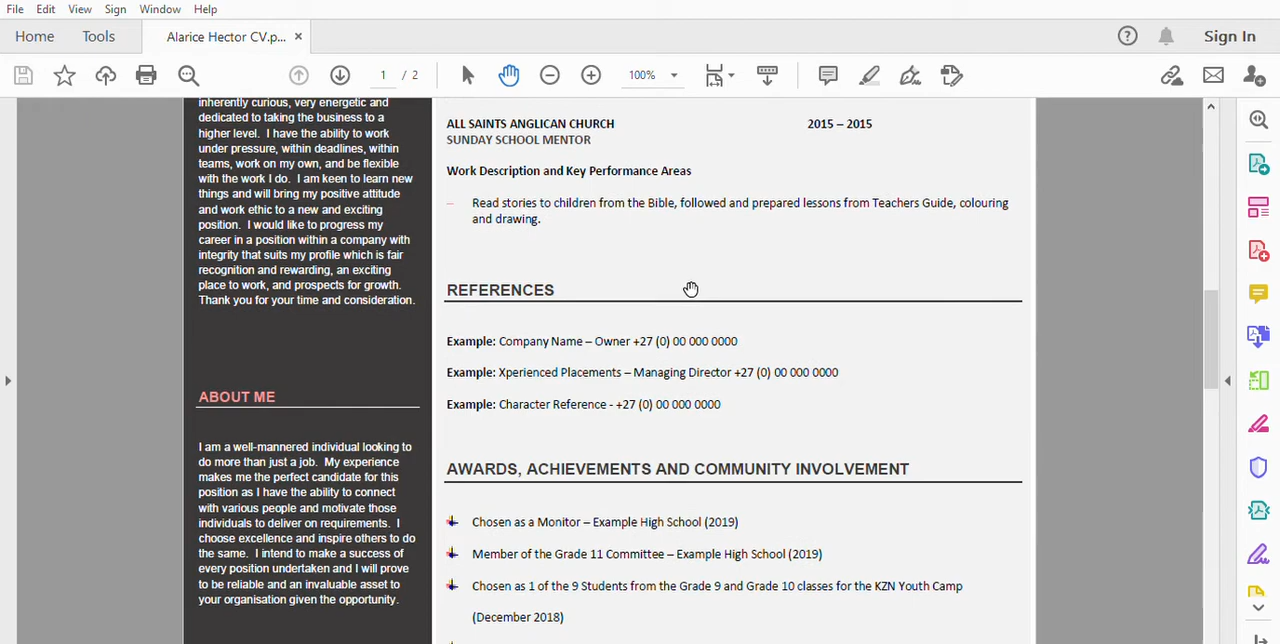 File Edit View Sign Window Help
Home Tools Alarice Hector CV.p... × Sign In
1 / 2 100%
inherently curious, very energetic and
dedicated to taking the business to a
higher level. I have the ability to work
under pressure, within deadlines, within
teams, work on my own, and be flexible
with the work I do. I am keen to learn new
things and will bring my positive attitude
and work ethic to a new and exciting
position. I would like to progress my
career in a position within a company with
integrity that suits my profile which is fair
recognition and rewarding, an exciting
place to work, and prospects for growth.
Thank you for your time and consideration.
ABOUT ME
I am a well-mannered individual looking to
do more than just a job. My experience
makes me the perfect candidate for this
position as I have the ability to connect
with various people and motivate those
individuals to deliver on requirements. I
choose excellence and inspire others to do
the same. I intend to make a success of
every position undertaken and I will prove
to be reliable and an invaluable asset to
your organisation given the opportunity.
ALL SAINTS ANGLICAN CHURCH 2015 – 2015
SUNDAY SCHOOL MENTOR
Work Description and Key Performance Areas
– Read stories to children from the Bible, followed and prepared lessons from Teachers Guide, colouring
and drawing.
REFERENCES
Example: Company Name – Owner +27 (0) 00 000 0000
Example: Xperienced Placements – Managing Director +27 (0) 00 000 0000
Example: Character Reference - +27 (0) 00 000 0000
AWARDS, ACHIEVEMENTS AND COMMUNITY INVOLVEMENT
Chosen as a Monitor – Example High School (2019)
Member of the Grade 11 Committee – Example High School (2019)
Chosen as 1 of the 9 Students from the Grade 9 and Grade 10 classes for the KZN Youth Camp
(December 2018)